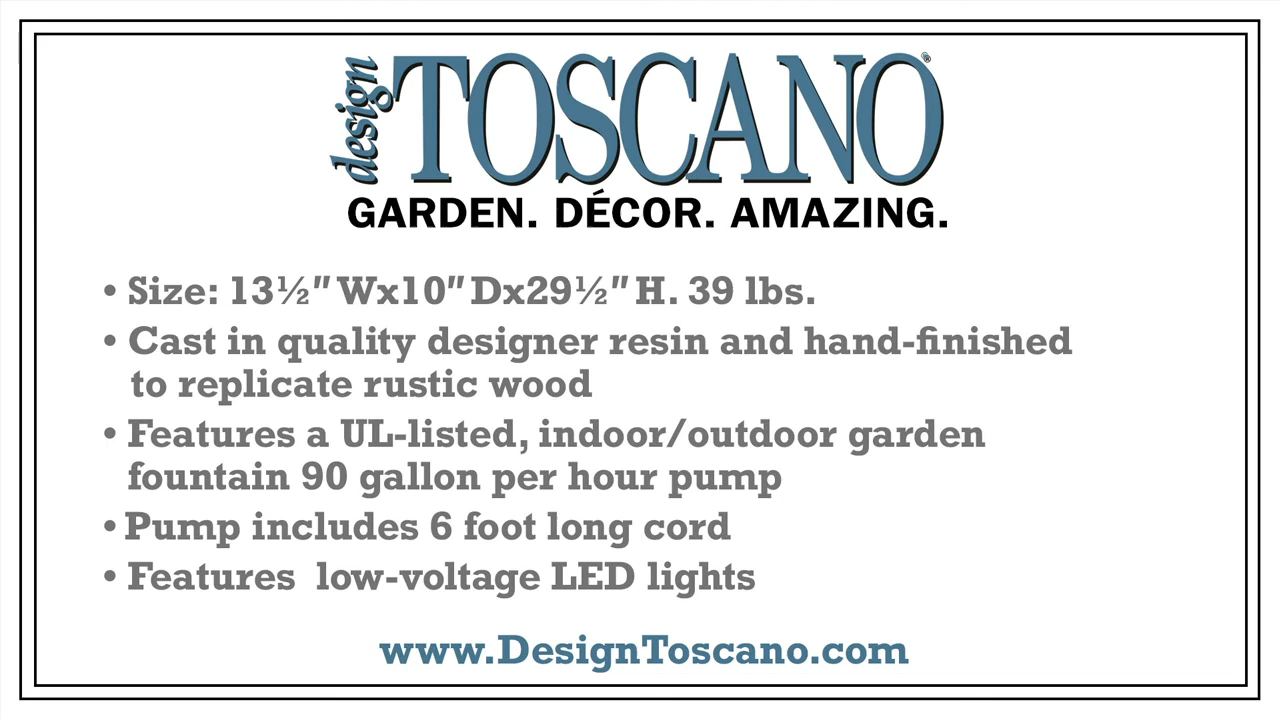 design TOSCANO®
GARDEN. DÉCOR. AMAZING.
• Size: 13½" Wx10" Dx29½" H. 39 lbs.
• Cast in quality designer resin and hand-finished
to replicate rustic wood
• Features a UL-listed, indoor/outdoor garden
fountain 90 gallon per hour pump
• Pump includes 6 foot long cord
• Features  low-voltage LED lights
www.DesignToscano.com